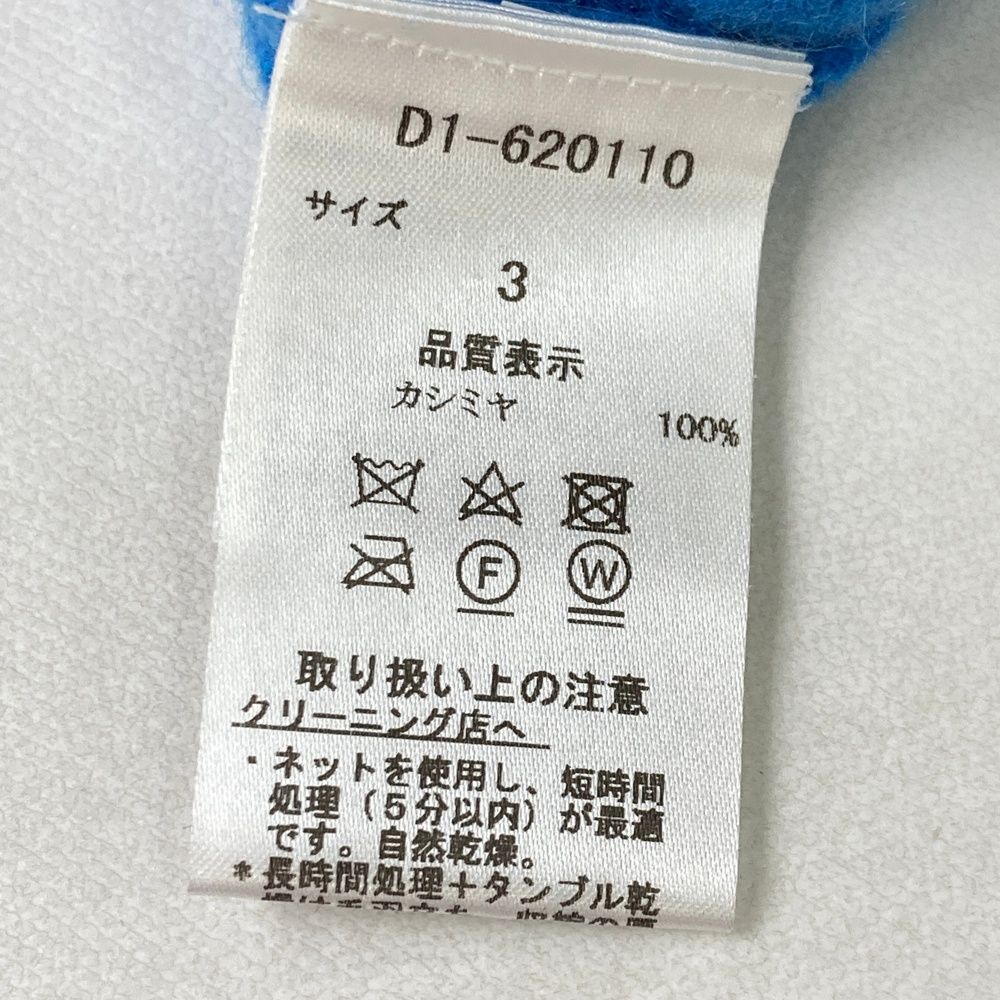 D1-620110
サイズ
3
品質表示
カシミヤ 100%
F W
取り扱い上の注意
クリーニング店へ
・ネットを使用し、短時間
処理(5分以内)が最適
です。自然乾燥。
*長時間処理+タンブル乾